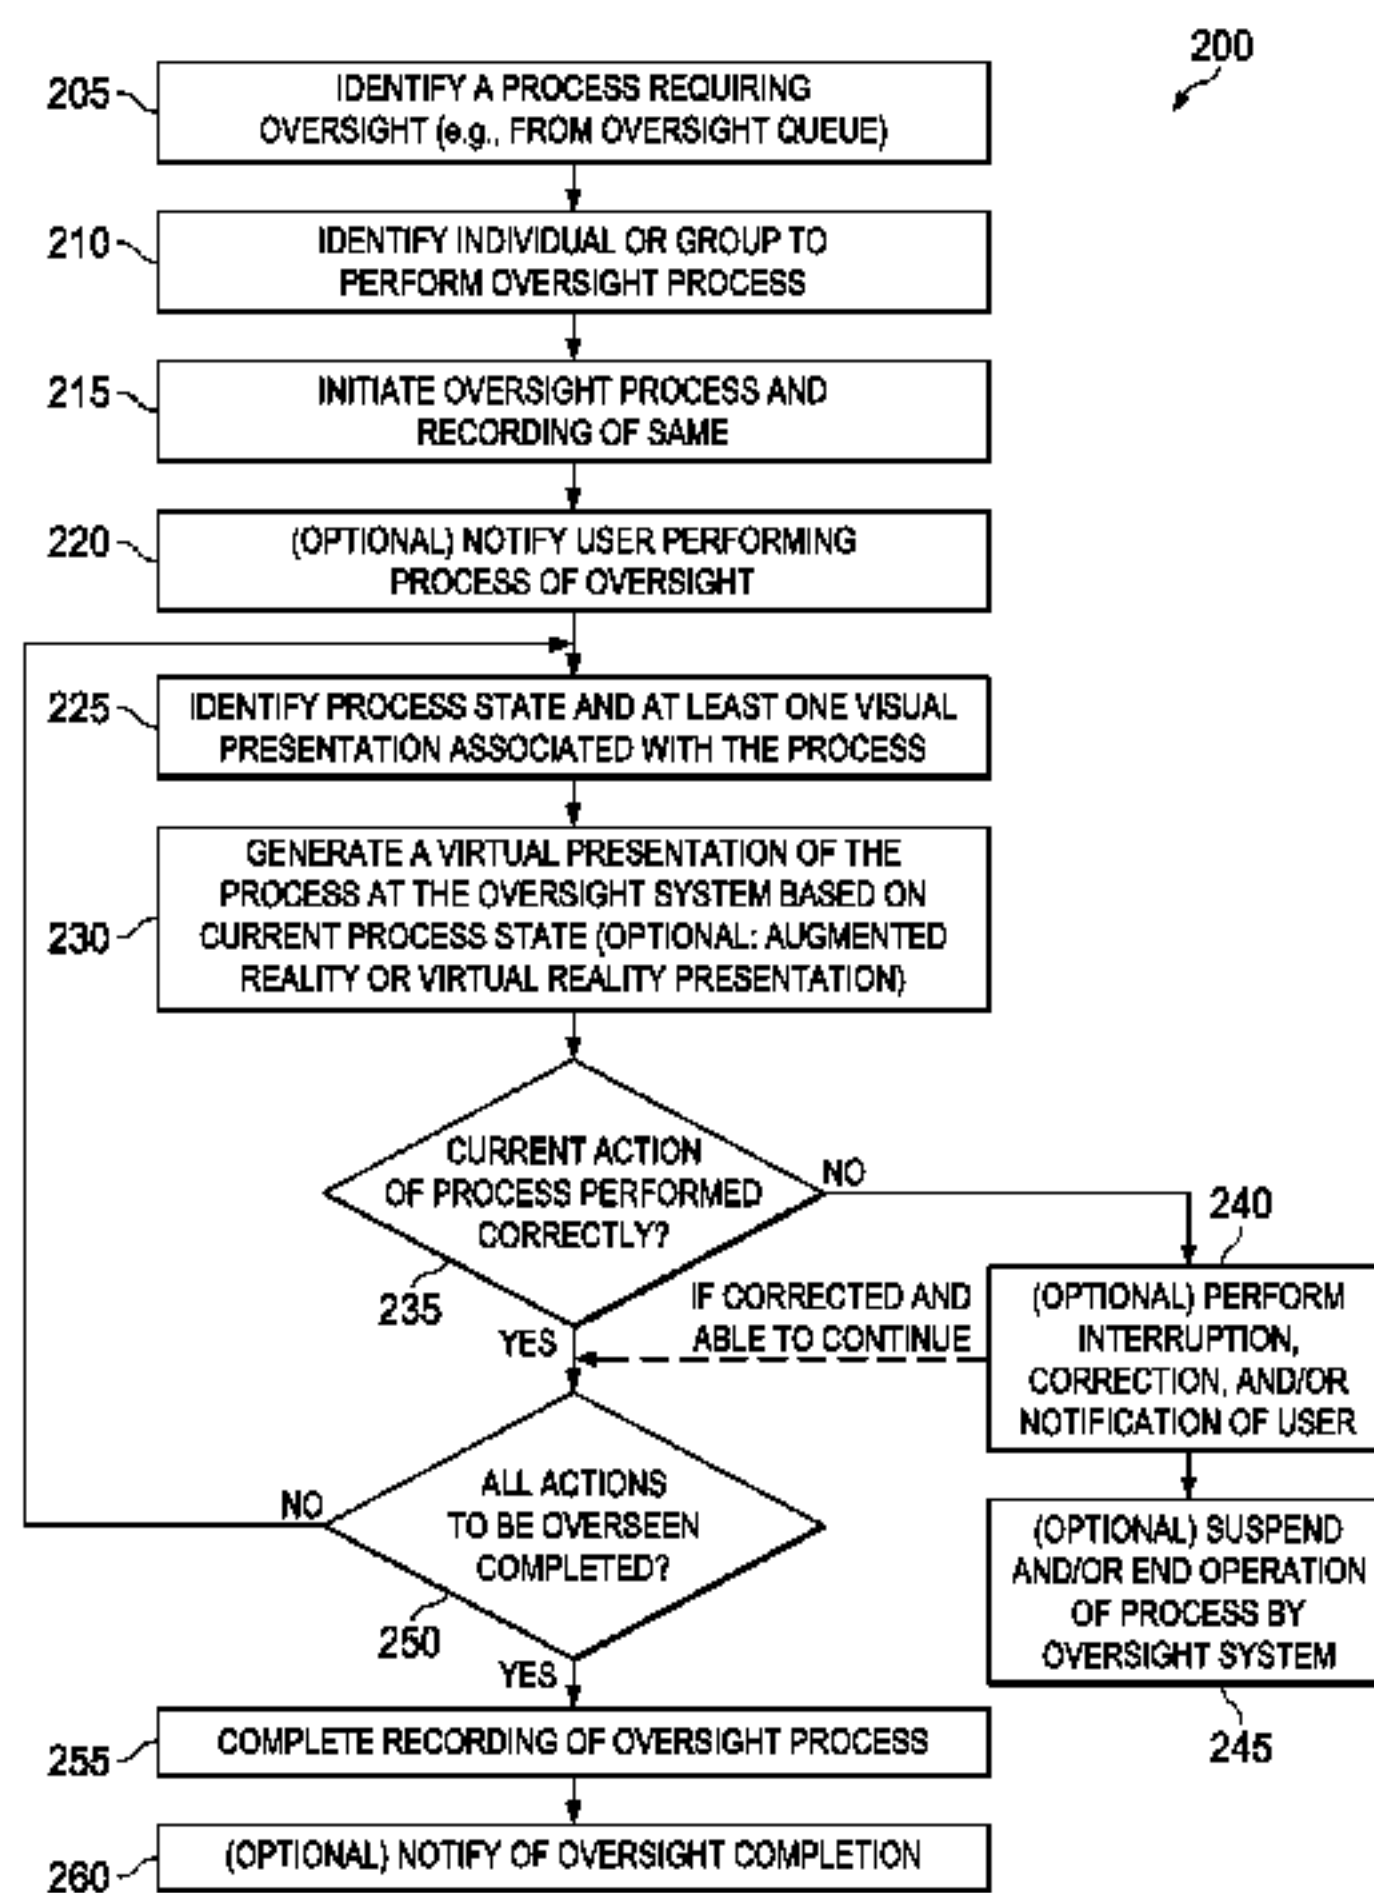 200
205
IDENTIFY A PROCESS REQUIRING
OVERSIGHT (e.g., FROM OVERSIGHT QUEUE)
210
IDENTIFY INDIVIDUAL OR GROUP TO
PERFORM OVERSIGHT PROCESS
215
INITIATE OVERSIGHT PROCESS AND
RECORDING OF SAME
220
(OPTIONAL) NOTIFY USER PERFORMING
PROCESS OF OVERSIGHT
225
IDENTIFY PROCESS STATE AND AT LEAST ONE VISUAL
PRESENTATION ASSOCIATED WITH THE PROCESS
230
GENERATE A VIRTUAL PRESENTATION OF THE
PROCESS AT THE OVERSIGHT SYSTEM BASED ON
CURRENT PROCESS STATE (OPTIONAL: AUGMENTED
REALITY OR VIRTUAL REALITY PRESENTATION)
CURRENT ACTION
OF PROCESS PERFORMED
CORRECTLY?
235
NO
YES
240
(OPTIONAL) PERFORM
INTERRUPTION,
CORRECTION, AND/OR
NOTIFICATION OF USER
IF CORRECTED AND
ABLE TO CONTINUE
(OPTIONAL) SUSPEND
AND/OR END OPERATION
OF PROCESS BY
OVERSIGHT SYSTEM
245
ALL ACTIONS
TO BE OVERSEEN
COMPLETED?
250
NO
YES
255
COMPLETE RECORDING OF OVERSIGHT PROCESS
260
(OPTIONAL) NOTIFY OF OVERSIGHT COMPLETION